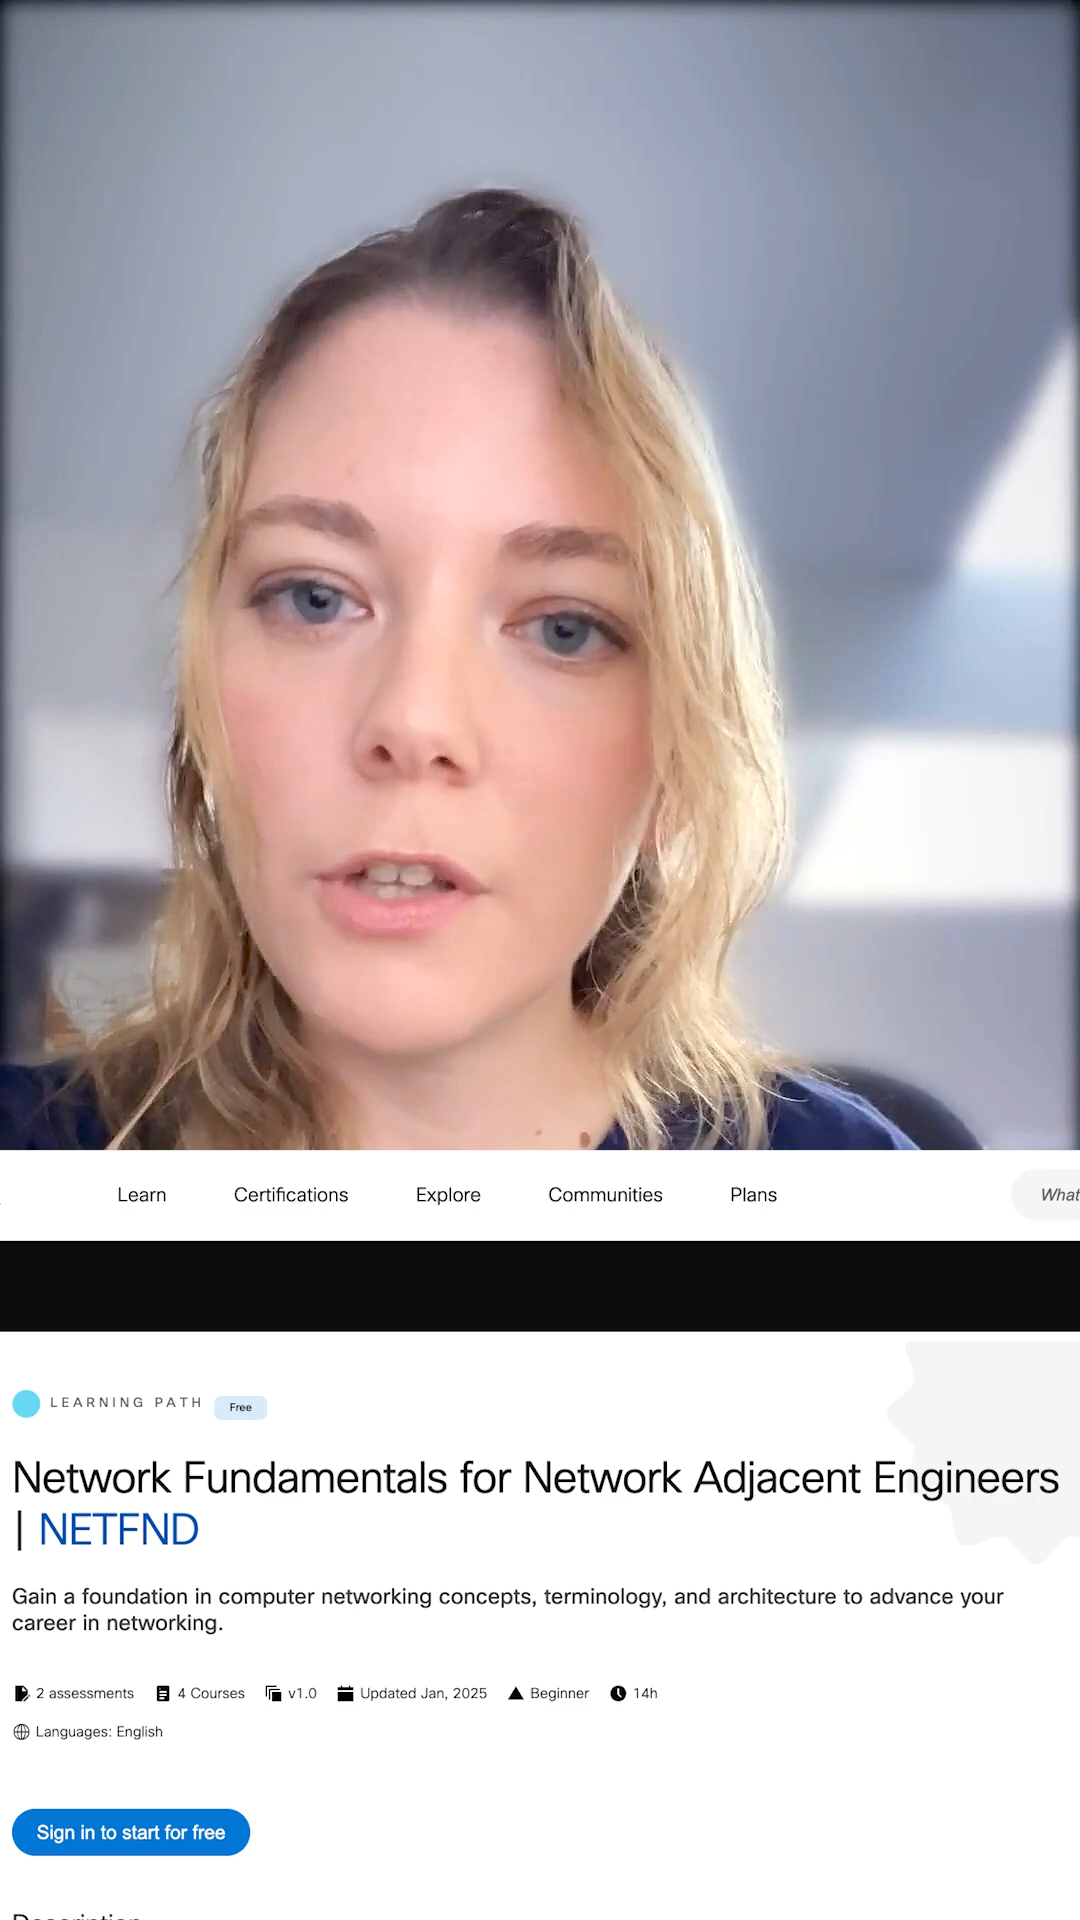 Learn Certifications Explore Communities Plans What
LEARNING PATH Free
Network Fundamentals for Network Adjacent Engineers
| NETFND
Gain a foundation in computer networking concepts, terminology, and architecture to advance your
career in networking.
2 assessments 4 Courses v1.0 Updated Jan, 2025 Beginner 14h
Languages: English
Sign in to start for free